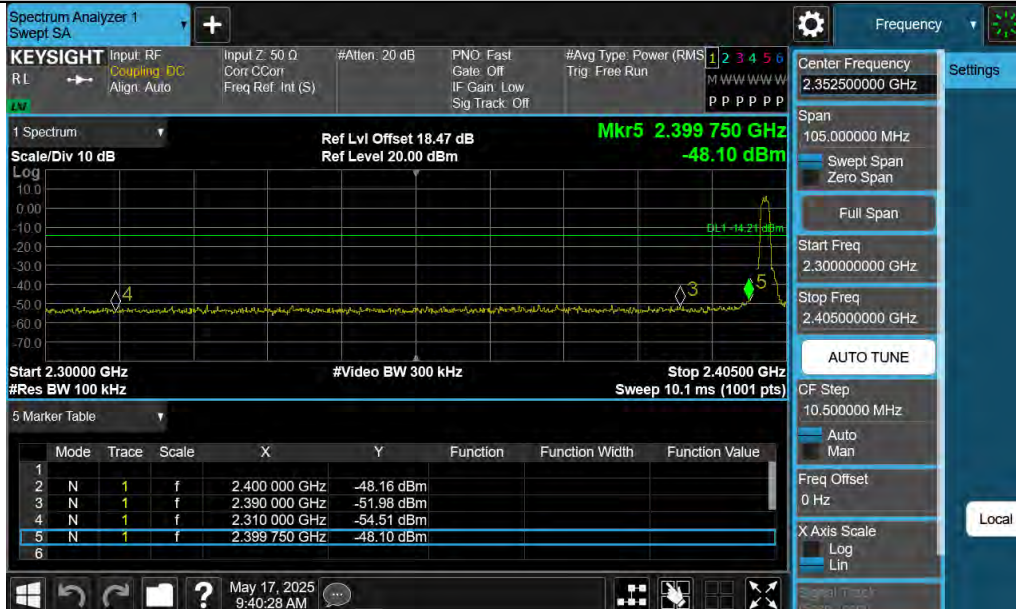 Spectrum Analyzer 1
Swept SA
+
Frequency
KEYSIGHT
RL
LXI
Input: RF
Coupling: DC
Align: Auto
Input Z: 50 Ω
Corr CCorr
Freq Ref: Int (S)
#Atten: 20 dB
PNO: Fast
Gate: Off
IF Gain: Low
Sig Track: Off
#Avg Type: Power (RMS
Trig: Free Run
1 2 3 4 5 6
M W W W W W
P P P P P P
1 Spectrum
Scale/Div 10 dB
Ref Lvl Offset 18.47 dB
Ref Level 20.00 dBm
Mkr5 2.399 750 GHz
-48.10 dBm
Log
10.0
0.00
-10.0
-20.0
-30.0
-40.0
-50.0
-60.0
-70.0
DL1 -14.21 dBm
4
3
5
Start 2.30000 GHz
#Res BW 100 kHz
#Video BW 300 kHz
Stop 2.40500 GHz
Sweep 10.1 ms (1001 pts)
5 Marker Table
Mode Trace Scale X Y Function Function Width Function Value
1
2 N 1 f 2.400 000 GHz -48.16 dBm
3 N 1 f 2.390 000 GHz -51.98 dBm
4 N 1 f 2.310 000 GHz -54.51 dBm
5 N 1 f 2.399 750 GHz -48.10 dBm
6
?
May 17, 2025
9:40:28 AM
Center Frequency
2.352500000 GHz
Span
105.000000 MHz
Swept Span
Zero Span
Full Span
Start Freq
2.300000000 GHz
Stop Freq
2.405000000 GHz
AUTO TUNE
CF Step
10.500000 MHz
Auto
Man
Freq Offset
0 Hz
X Axis Scale
Log
Lin
Signal Track
Settings
Local